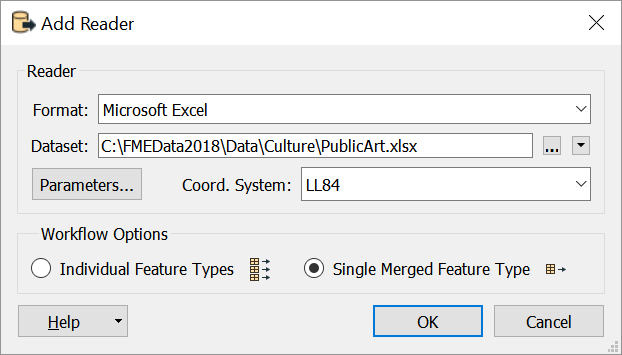 Add Reader
Reader
Format: Microsoft Excel
Dataset: C:\FMEData2018\Data\Culture\PublicArt.xlsx ...
Parameters... Coord. System: LL84
Workflow Options
Individual Feature Types Single Merged Feature Type
Help OK Cancel